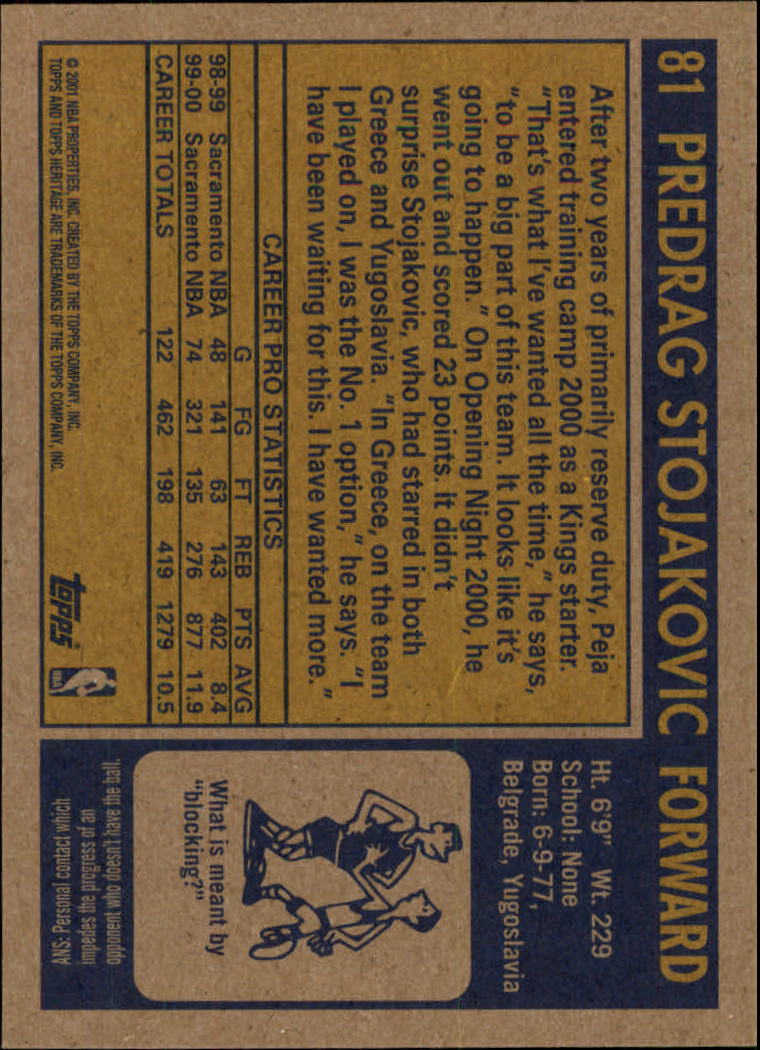 81 PREDRAG STOJAKOVIC FORWARD
After two years of primarily reserve duty, Peja
entered training camp 2000 as a Kings starter.
"That's what I've wanted all the time," he says,
"to be a big part of this team. It looks like it's
going to happen." On Opening Night 2000, he
went out and scored 23 points. It didn't
surprise Stojakovic, who had starred in both
Greece and Yugoslavia. "In Greece, on the team
I played on, I was the No. 1 option," he says. "I
have been waiting for this. I have wanted more."
CAREER PRO STATISTICS
G FG FT REB PTS AVG
98-99 Sacramento NBA 48 141 63 143 402 8.4
99-00 Sacramento NBA 74 321 135 276 877 11.9
CAREER TOTALS 122 462 198 419 1279 10.5
© 2001 NBA PROPERTIES, INC. CREATED BY THE TOPPS COMPANY, INC.
TOPPS AND TOPPS HERITAGE ARE TRADEMARKS OF THE TOPPS COMPANY, INC.
topps
NBA
Ht. 6'9" Wt. 229
School: None
Born: 6-9-77,
Belgrade, Yugoslavia
What is meant by
"blocking?"
ANS: Personal contact which
impedes the progress of an
opponent who doesn't have the ball.